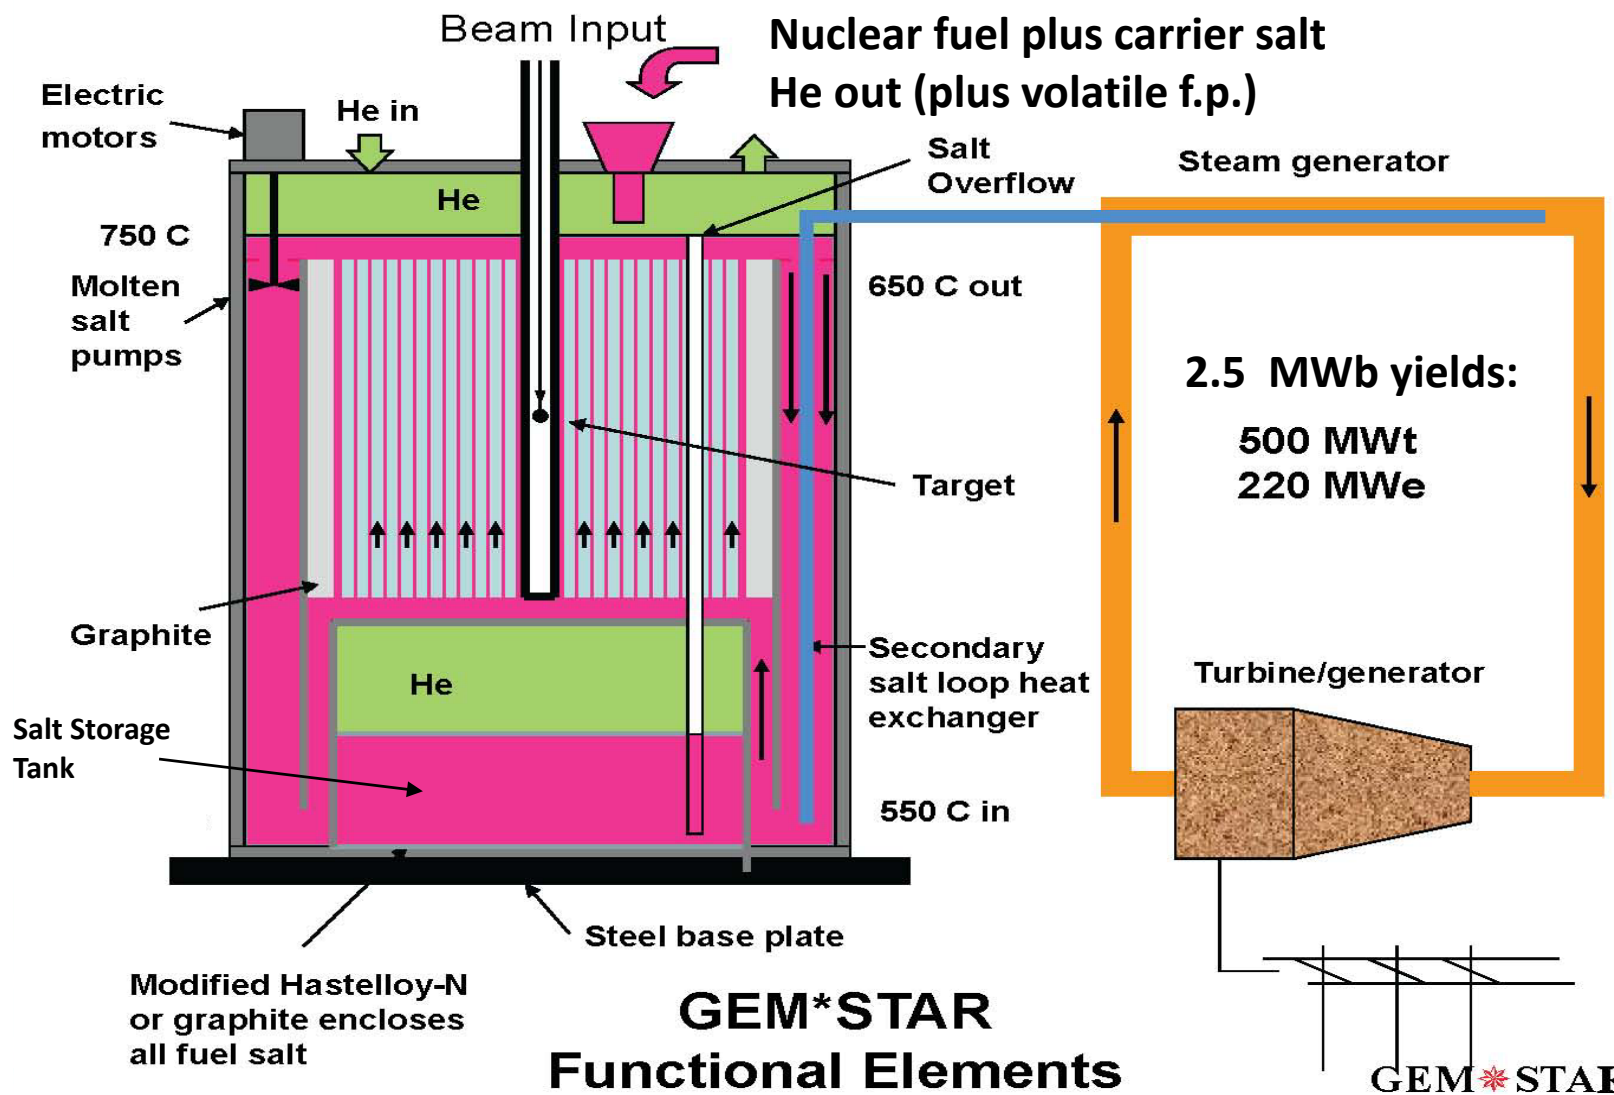 Beam Input
Nuclear fuel plus carrier salt
He out (plus volatile f.p.)
Electric
motors
He in
Salt
Overflow
Steam generator
He
750 C
Molten
salt
pumps
650 C out
2.5 MWb yields:
500 MWt
220 MWe
Target
Graphite
Secondary
salt loop heat
exchanger
Turbine/generator
He
Salt Storage
Tank
550 C in
Steel base plate
Modified Hastelloy-N
or graphite encloses
all fuel salt
GEM*STAR
Functional Elements
GEM✳STAR